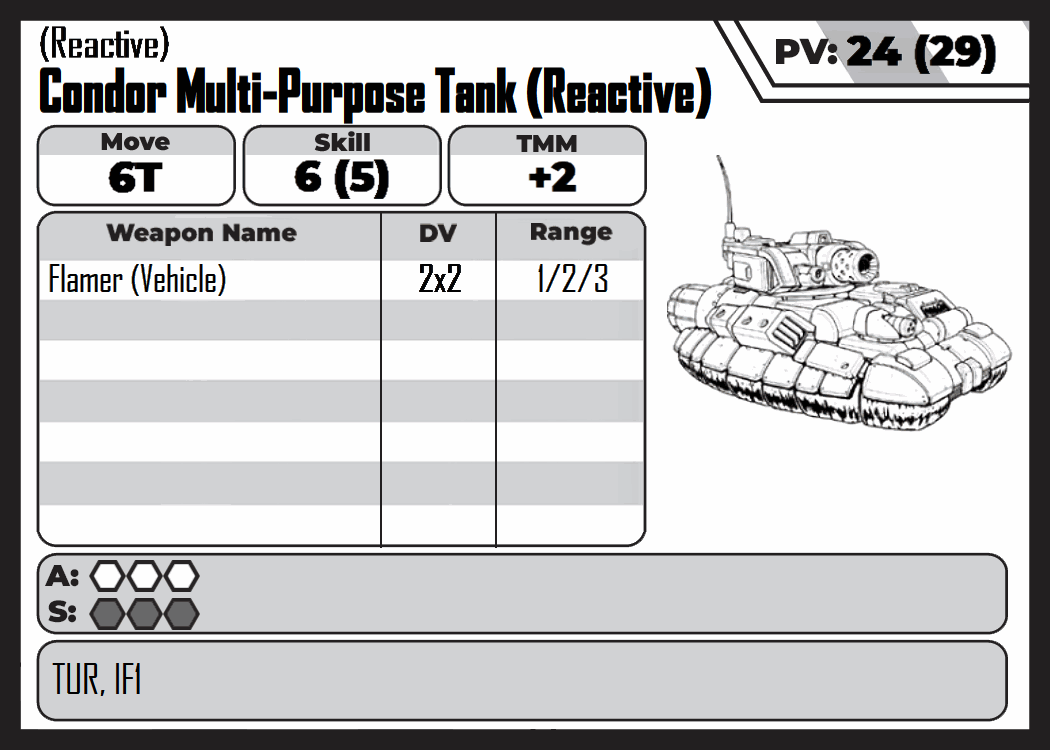 (Reactive)
Condor Multi-Purpose Tank (Reactive)
PV: 24 (29)
Move Skill TMM
6T 6 (5) +2
Weapon Name DV Range
Flamer (Vehicle) 2x2 1/2/3
A:
S:
TUR, IF1